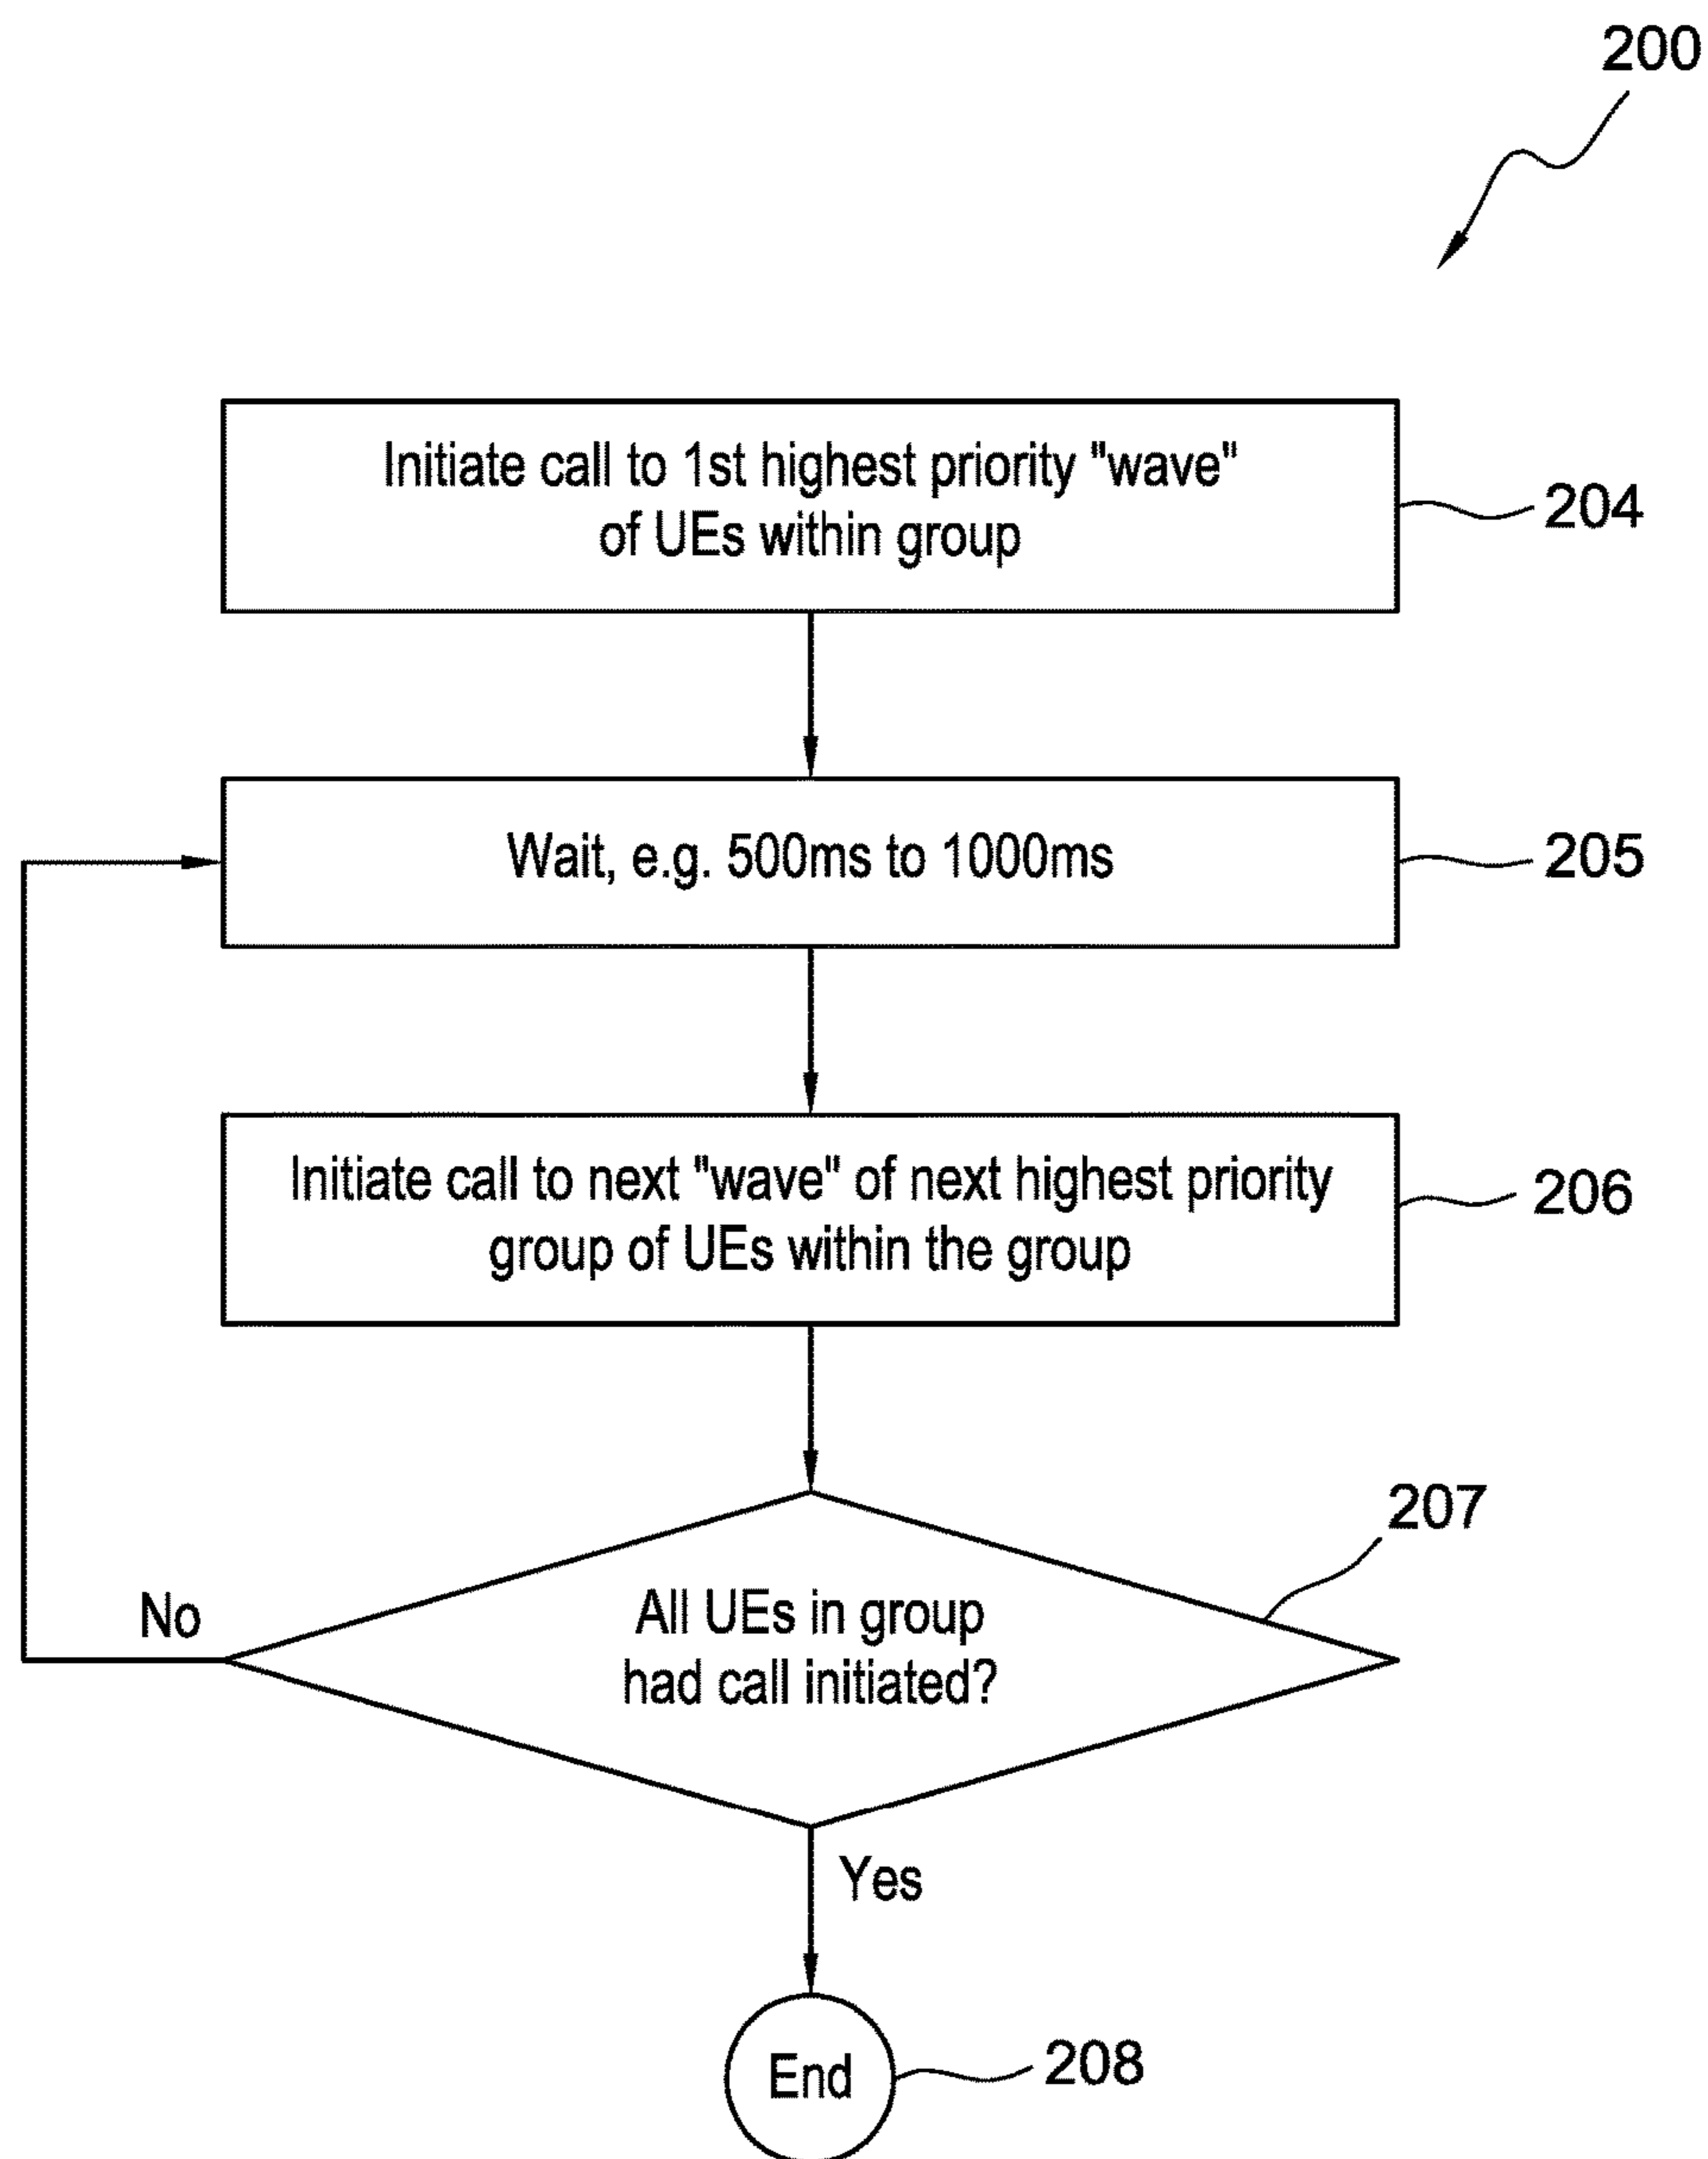 200
Initiate call to 1st highest priority "wave"
of UEs within group
204
Wait, e.g. 500ms to 1000ms
205
Initiate call to next "wave" of next highest priority
group of UEs within the group
206
207
All UEs in group
had call initiated?
No
Yes
End
208